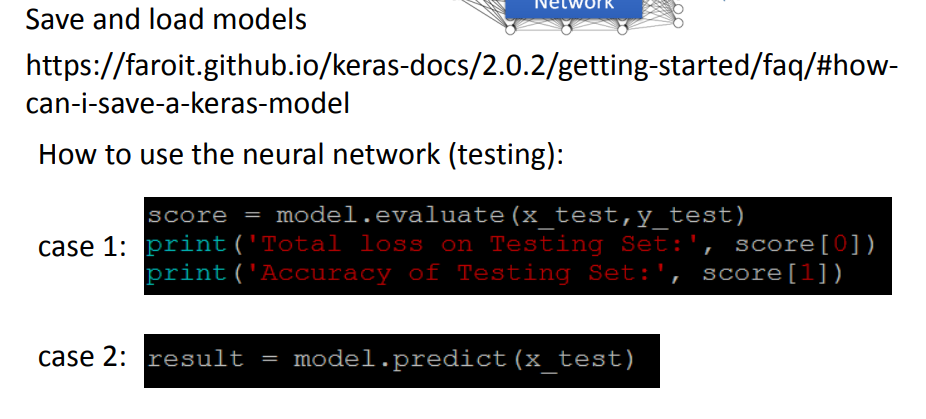 Network
Save and load models
https://faroit.github.io/keras-docs/2.0.2/getting-started/faq/#how-
can-i-save-a-keras-model
How to use the neural network (testing):
case 1:
score = model.evaluate(x_test,y_test)
print('Total loss on Testing Set:', score[0])
print('Accuracy of Testing Set:', score[1])
case 2:
result = model.predict(x_test)